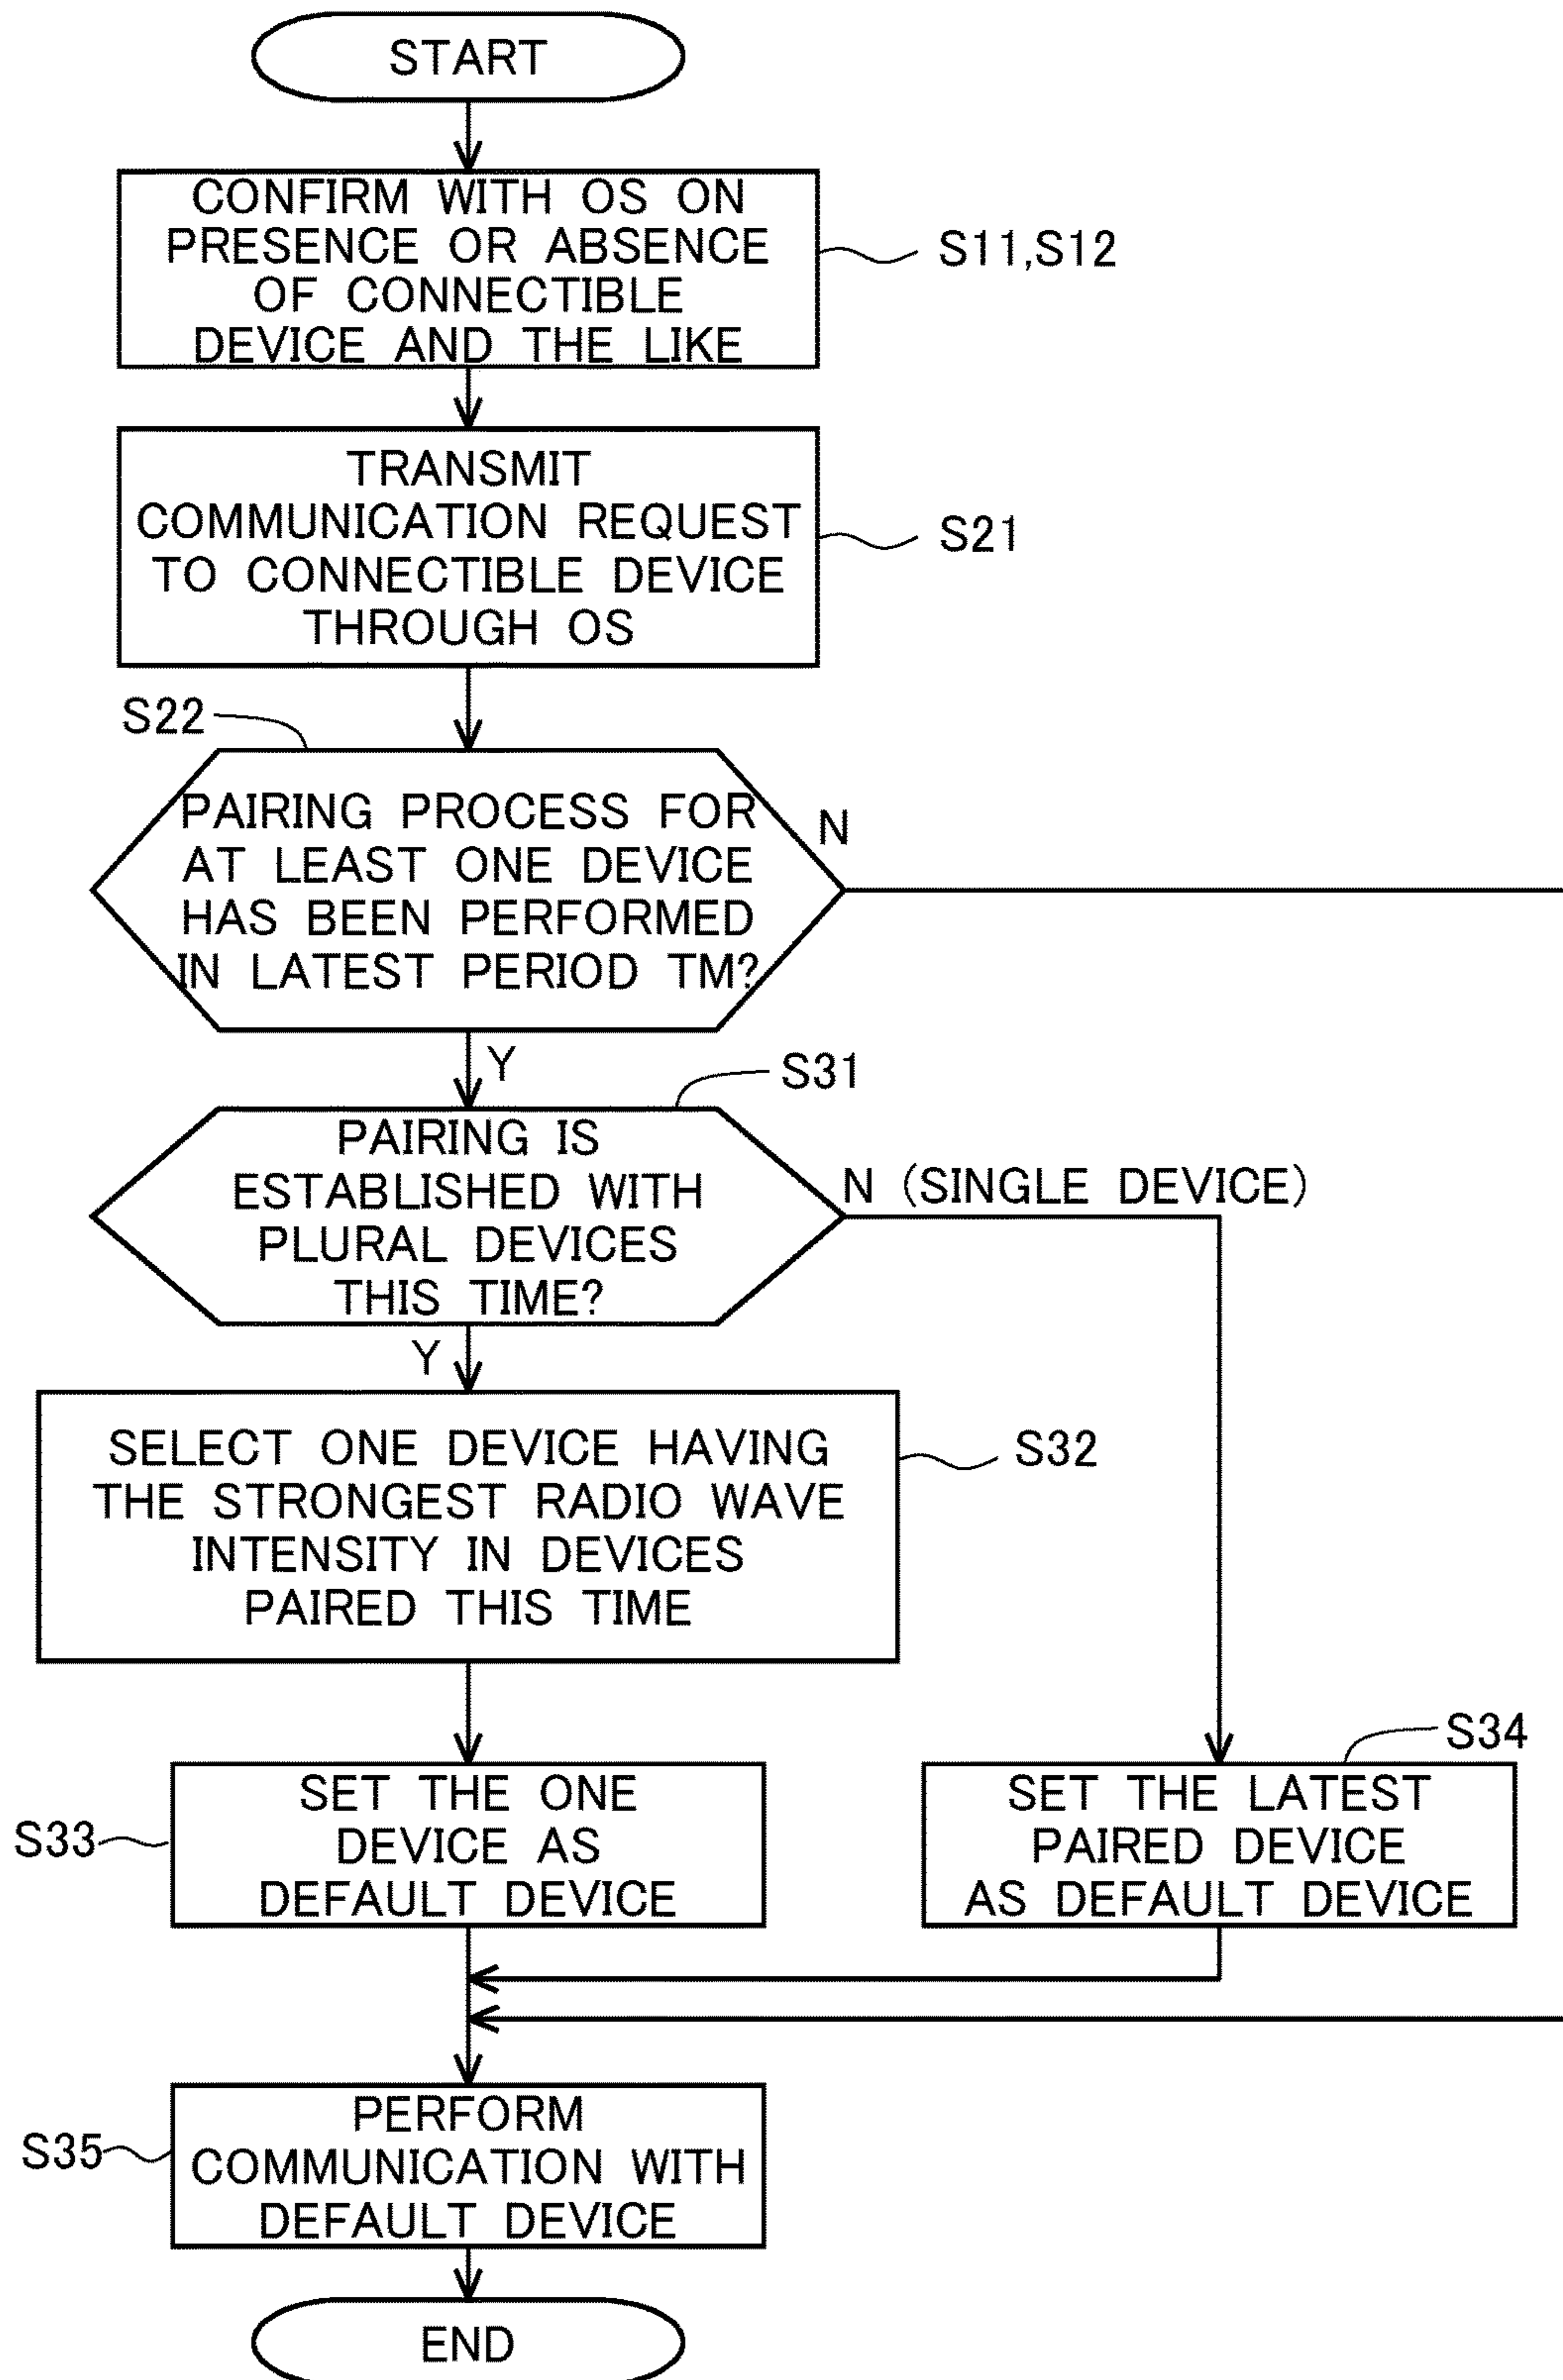 START
CONFIRM WITH OS ON
PRESENCE OR ABSENCE
OF CONNECTIBLE
DEVICE AND THE LIKE
S11,S12
TRANSMIT
COMMUNICATION REQUEST
TO CONNECTIBLE DEVICE
THROUGH OS
S21
S22
PAIRING PROCESS FOR
AT LEAST ONE DEVICE
HAS BEEN PERFORMED
IN LATEST PERIOD TM?
N
Y
S31
PAIRING IS
ESTABLISHED WITH
PLURAL DEVICES
THIS TIME?
N (SINGLE DEVICE)
Y
SELECT ONE DEVICE HAVING
THE STRONGEST RADIO WAVE
INTENSITY IN DEVICES
PAIRED THIS TIME
S32
S33
SET THE ONE
DEVICE AS
DEFAULT DEVICE
S34
SET THE LATEST
PAIRED DEVICE
AS DEFAULT DEVICE
S35
PERFORM
COMMUNICATION WITH
DEFAULT DEVICE
END